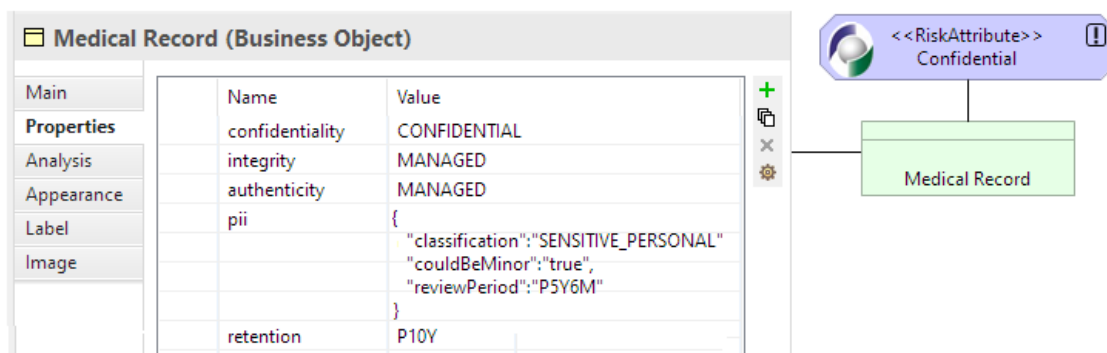 Medical Record (Business Object)
Main
Properties
Analysis
Appearance
Label
Image
Name Value
confidentiality CONFIDENTIAL
integrity MANAGED
authenticity MANAGED
pii {
"classification":"SENSITIVE_PERSONAL"
"couldBeMinor":"true",
"reviewPeriod":"P5Y6M"
}
retention P10Y
<<RiskAttribute>>
Confidential
Medical Record